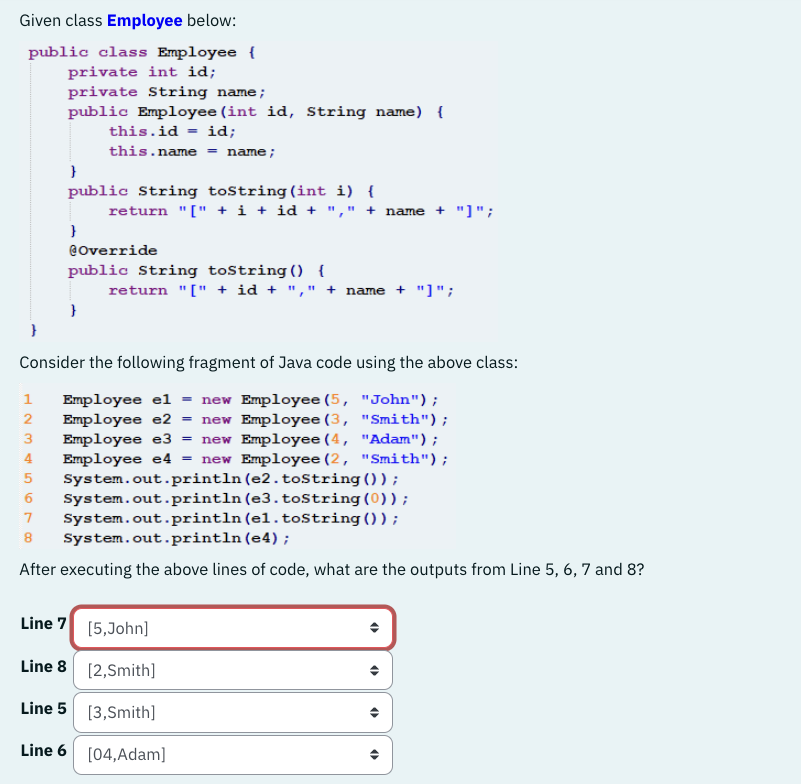 Given class Employee below:
public class Employee {
private int id;
private String name;
public Employee(int id, String name) {
this.id = id;
this.name = name;
}
public String toString(int i) {
return "[" + i + id + "," + name + "]";
}
@Override
public String toString() {
return "[" + id + "," + name + "]";
}
}
Consider the following fragment of Java code using the above class:
1 Employee e1 = new Employee(5, "John");
2 Employee e2 = new Employee(3, "Smith");
3 Employee e3 = new Employee(4, "Adam");
4 Employee e4 = new Employee(2, "Smith");
5 System.out.println(e2.toString());
6 System.out.println(e3.toString(0));
7 System.out.println(e1.toString());
8 System.out.println(e4);
After executing the above lines of code, what are the outputs from Line 5, 6, 7 and 8?
Line 7 [5,John]
Line 8 [2,Smith]
Line 5 [3,Smith]
Line 6 [04,Adam]